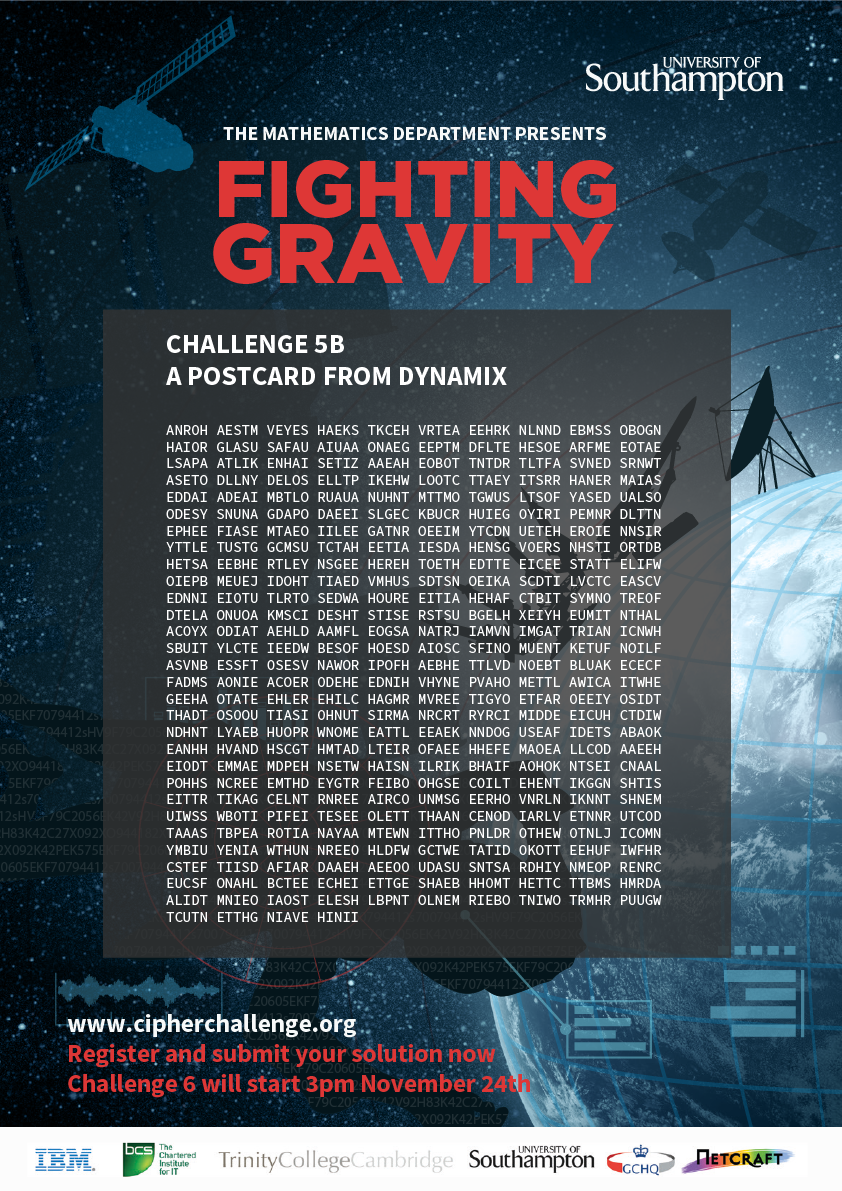 UNIVERSITY OF
Southampton
THE MATHEMATICS DEPARTMENT PRESENTS
FIGHTING
GRAVITY
CHALLENGE 5B
A POSTCARD FROM DYNAMIX
ANROH AESTM VEYES HAEKS TKCEH VRTEA EEHRK NLNND EBMSS OBOGN
HAIOR GLASU SAFAU AIUAA ONAEG EEPTM DFLTE HESOE ARFME EOTAE
LSAPA ATLIK ENHAI SETIZ AAEAH EOBOT TNTDR TLTFA SVNED SRNWT
ASETO DLLNY DELOS ELLTP IKEHW LOOTC TTAEY ITSRR HANER MAIAS
EDDAI ADEAI MBTLO RUAUA NUHNT MTTMO TGWUS LTSOF YASED UALSO
ODESY SNUNA GDAPO DAEEI SLGEC KBUCR HUIEG OYIRI PEMNR DLTTN
EPHEE FIASE MTAEO IILEE GATNR OEEIM YTCDN UETEH EROIE NNSIR
YTTLE TUSTG GCMSU TCTAH EETIA IESDA HENSG VOERS NHSTI ORTDB
HETSA EEBHE RTLEY NSGEE HEREH TOETH EDTTE EICEE STATT ELIFW
OIEPB MEUEJ IDOHT TIAED VMHUS SDTSN OEIKA SCDTI LVCTC EASCV
EDNNI EIOTU TLRTO SEDWA HOURE EITIA HEHAF CTBIT SYMNO TREOF
DTELA ONUOA KMSCI DESHT STISE RSTSU BGELH XEIYH EUMIT NTHAL
ACOYX ODIAT AEHLD AAMFL EOGSA NATRJ IAMVN IMGAT TRIAN ICNWH
SBUIT YLCTE IEEDW BESOF HOESD AIOSC SFINO MUENT KETUF NOILF
ASVNB ESSFT OSESV NAWOR IPOFH AEBHE TTLVD NOEBT BLUAK ECECF
FADMS AONIE ACOER ODEHE EDNIH VHYNE PVAHO METTL AWICA ITWHE
GEEHA OTATE EHLER EHILC HAGMR MVREE TIGYO ETFAR OEEIY OSIDT
THADT OSOOU TIASI OHNUT SIRMA NRCRT RYRCI MIDDE EICUH CTDIW
NDHNT LYAEB HUOPR WNOME EATTL EEAEK NNDOG USEAF IDETS ABAOK
EANHH HVAND HSCGT HMTAD LTEIR OFAEE HHEFE MAOEA LLCOD AAEEH
EIODT EMMAE MDPEH NSETW HAISN ILRIK BHAIF AOHOK NTSEI CNAAL
POHHS NCREE EMTHD EYGTR FEIBO OHGSE COILT EHENT IKGGN SHTIS
EITTR TIKAG CELNT RNREE AIRCO UNMSG EERHO VNRLN IKNNT SHNEM
UIWSS WBOTI PIFEI TESEE OLETT THAAN CENOD IARLV ETNNR UTCOD
TAAAS TBPEA ROTIA NAYAA MTEWN ITTHO PNLDR OTHEW OTNLJ ICOMN
YMBIU YENIA WTHUN NREEO HLDFW GCTWE TATID OKOTT EEHUF IWFHR
CSTEF TIISD AFIAR DAAEH AEEOO UDASU SNTSA RDHIY NMEOP RENRC
EUCSF ONAHL BCTEE ECHEI ETTGE SHAEB HHOMT HETTC TTBMS HMRDA
ALIDT MNIEO IAOST ELESH LBPNT OLNEM RIEBO TNIWO TRMHR PUUGW
TCUTN ETTHG NIAVE HINII
www.cipherchallenge.org
Register and submit your solution now
Challenge 6 will start 3pm November 24th
IBM
bcs
The
Chartered
Institute
for IT
TrinityCollegeCambridge
UNIVERSITY OF
Southampton
GCHQ
NETCRAFT